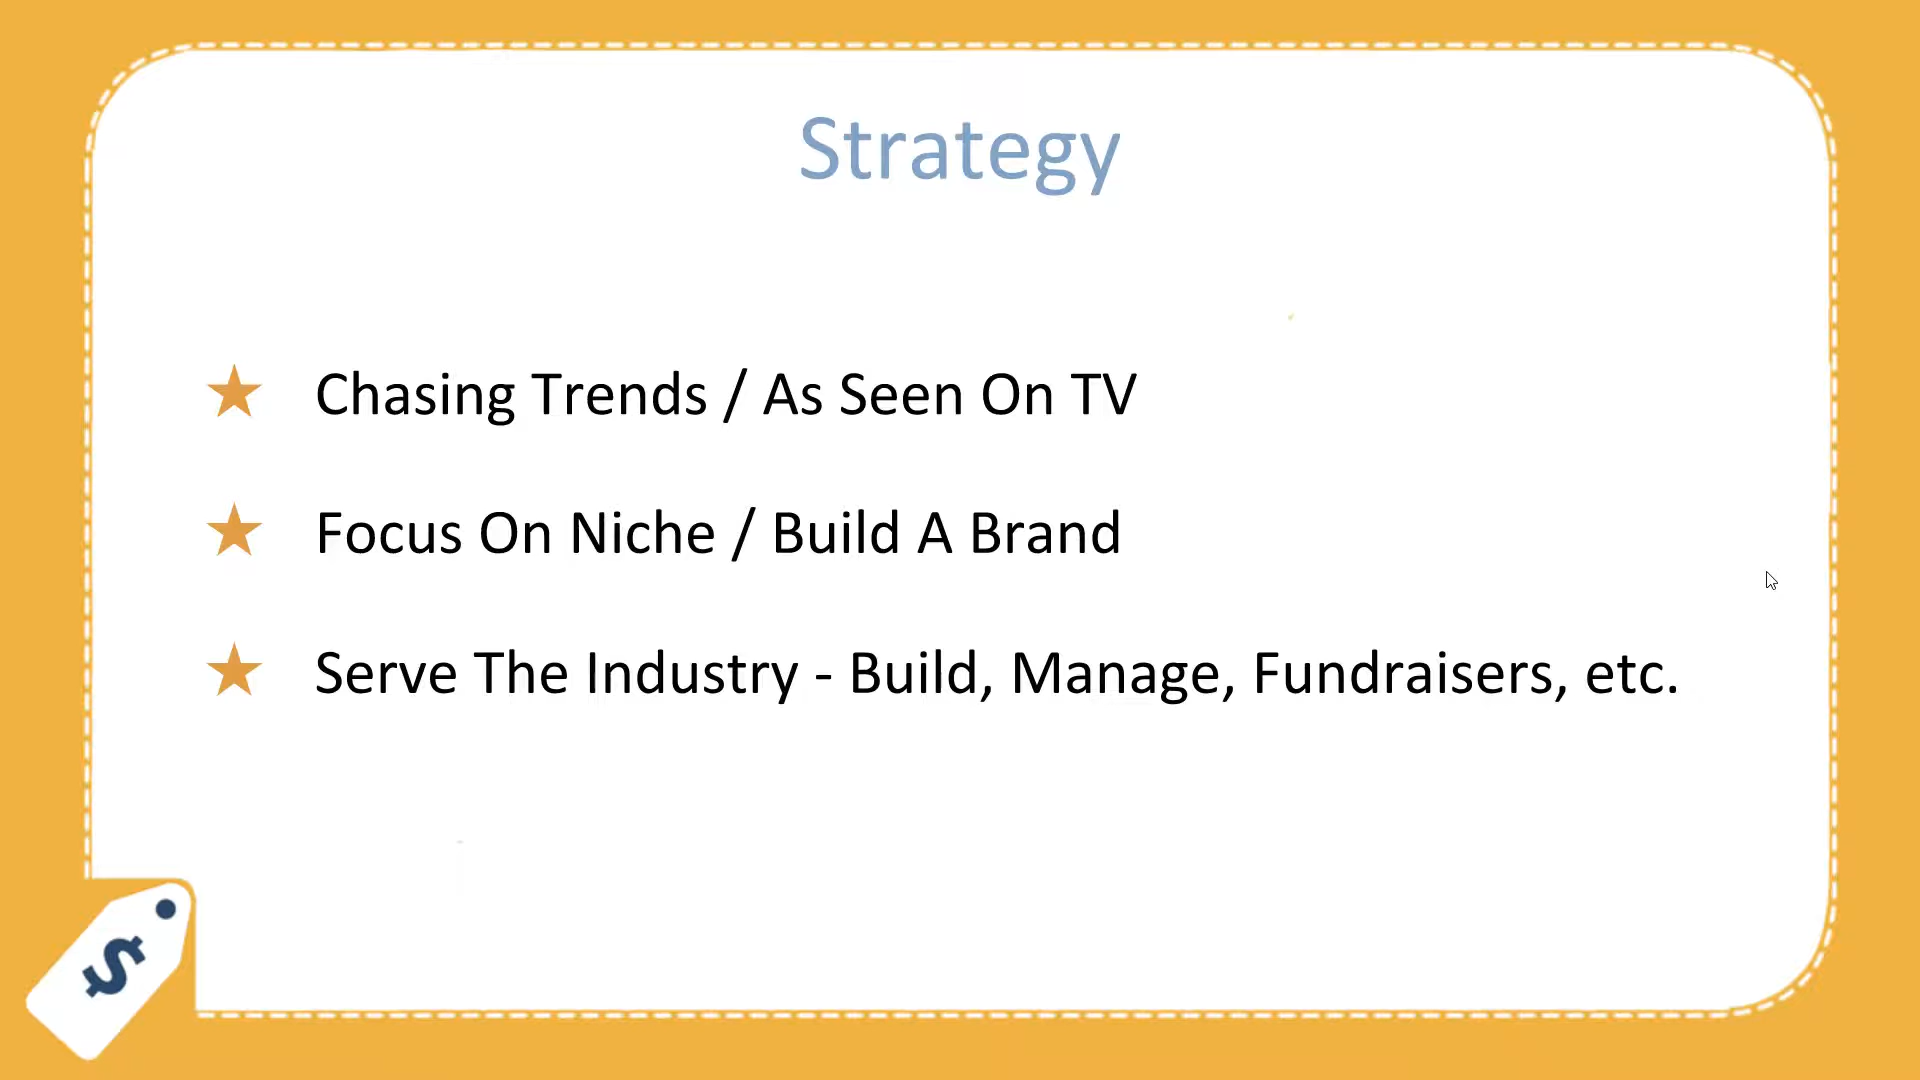 Strategy
Chasing Trends / As Seen On TV
Focus On Niche / Build A Brand
Serve The Industry - Build, Manage, Fundraisers, etc.
$